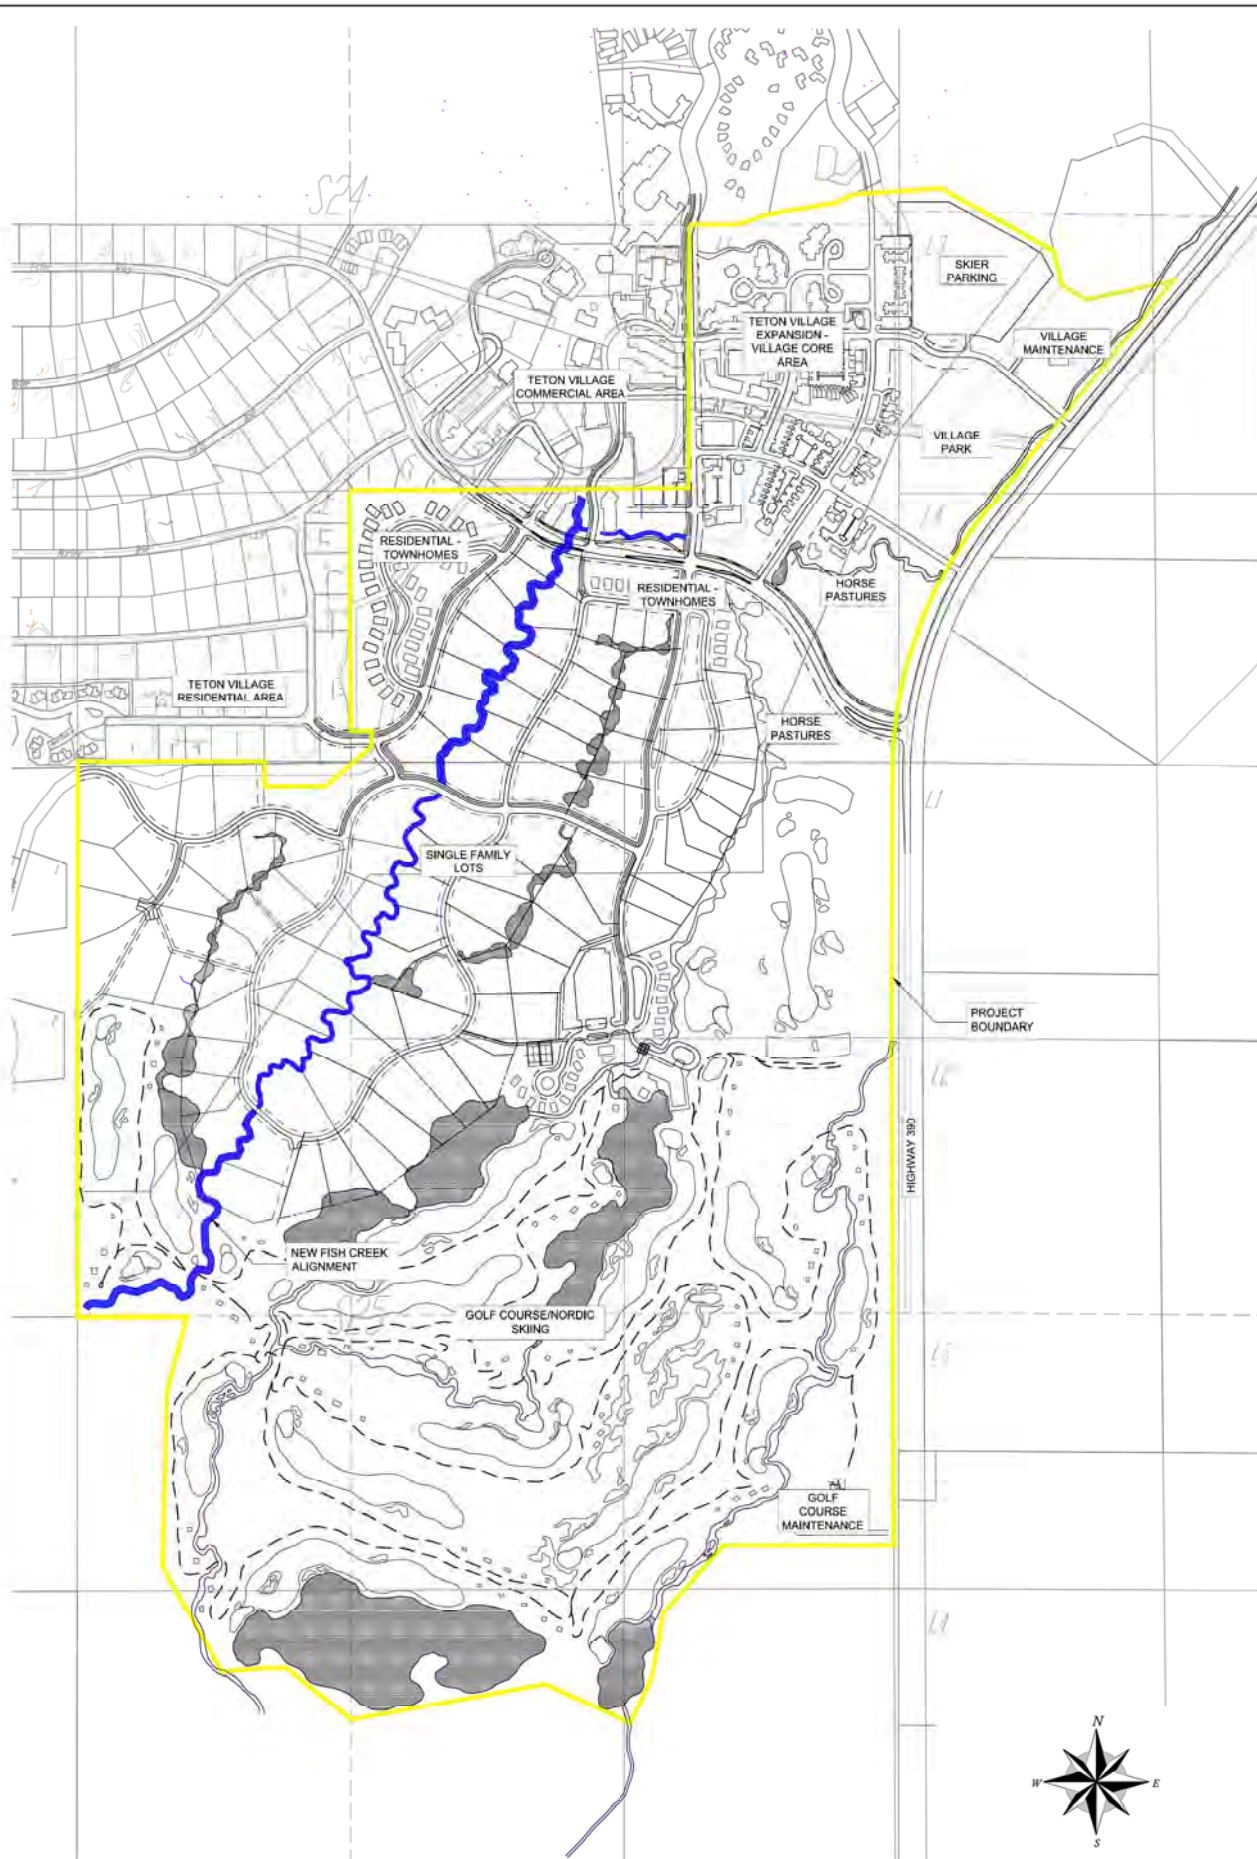 S24
L7
SKIER
PARKING
TETON VILLAGE
EXPANSION -
VILLAGE CORE
AREA
VILLAGE
MAINTENANCE
TETON VILLAGE
COMMERCIAL AREA
VILLAGE
PARK
RESIDENTIAL -
TOWNHOMES
RESIDENTIAL -
TOWNHOMES
HORSE
PASTURES
TETON VILLAGE
RESIDENTIAL AREA
HORSE
PASTURES
L1
SINGLE FAMILY
LOTS
PROJECT
BOUNDARY
HIGHWAY 390
NEW FISH CREEK
ALIGNMENT
S25
GOLF COURSE/NORDIC
SKIING
GOLF
COURSE
MAINTENANCE
N
W
E
S